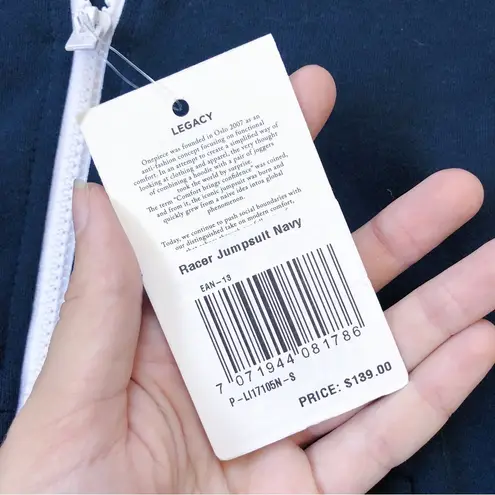 LEGACY
Onepiece was founded in Oslo 2007 as an
anti-fashion concept focusing on functional
comfort. In an attempt to create a simplified way of
looking at clothing and apparel, the very thought
of combining a hoodie with a pair of joggers
took the world by surprise.
The term "Comfort brings confidence" was coined,
and from it, the iconic jumpsuit was born and
quickly grew from a naive idea into a global
phenomenon.
Today, we continue to push social boundaries with
our distinguished take on modern comfort,
Racer Jumpsuit Navy
EAN-13
7 071944 081786
P-LI17105N-S
PRICE: $139.00